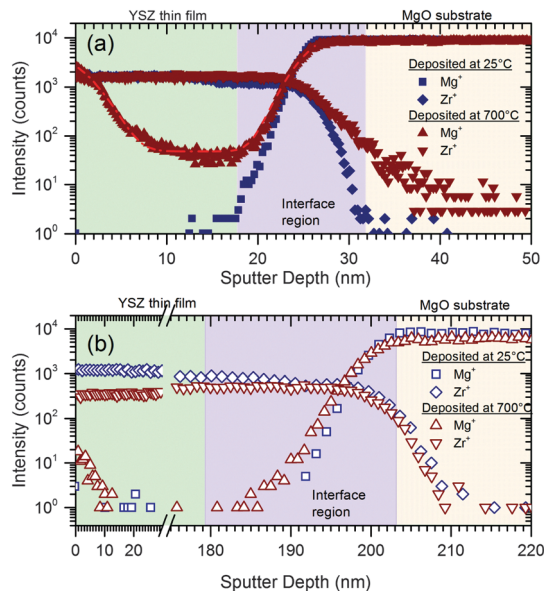 YSZ thin film MgO substrate
(a)
Deposited at 25°C
Mg⁺
Zr⁺
Deposited at 700°C
Mg⁺
Zr⁺
Interface
region
10⁴
10³
10²
10¹
10⁰
Intensity (counts)
0 10 20 30 40 50
Sputter Depth (nm)
YSZ thin film MgO substrate
(b)
Deposited at 25°C
Mg⁺
Zr⁺
Deposited at 700°C
Mg⁺
Zr⁺
Interface
region
10⁴
10³
10²
10¹
10⁰
Intensity (counts)
0 10 20 180 190 200 210 220
Sputter Depth (nm)